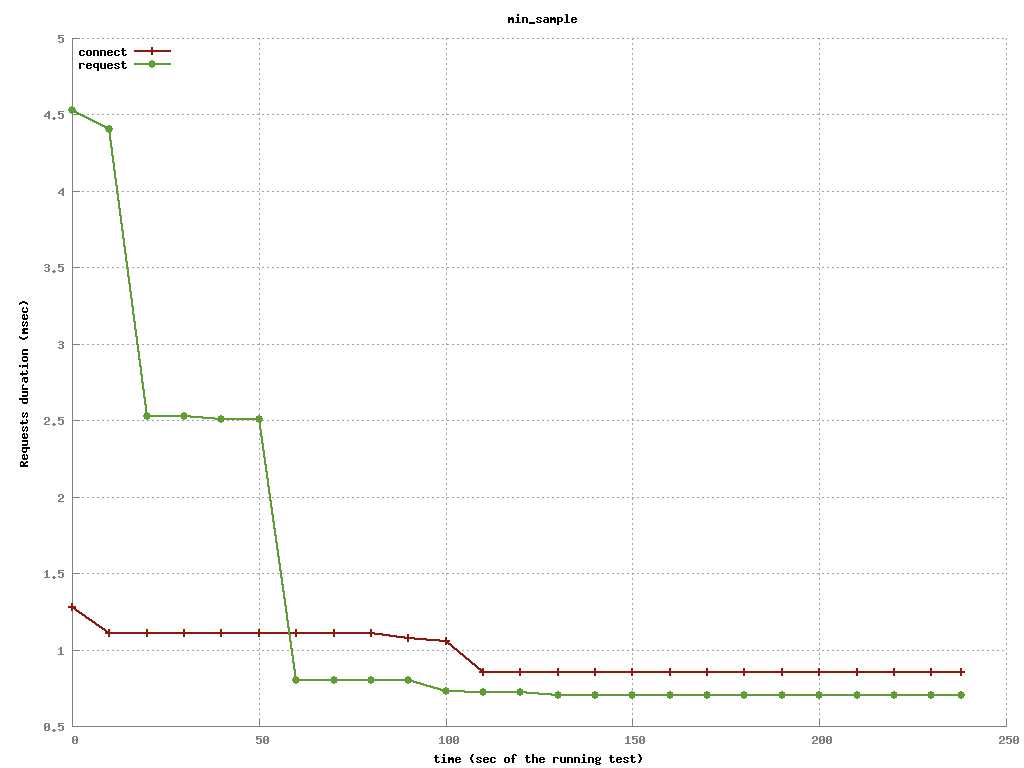 min_sample
5
connect
request
4.5
4
3.5
3
2.5
2
1.5
1
0.5
Requests duration (msec)
0 50 100 150 200 250
time (sec of the running test)